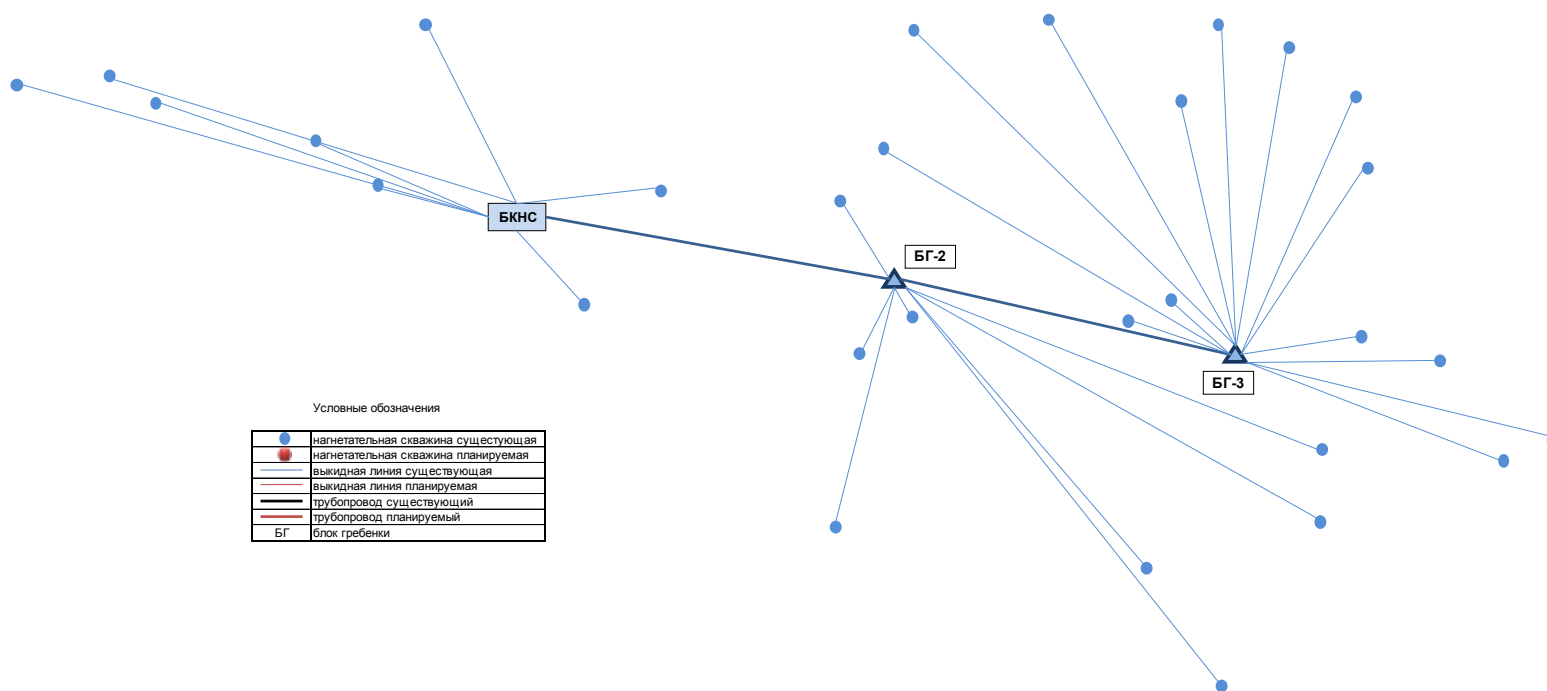 БКНС
БГ-2
БГ-3
Условные обозначения
нагнетательная скважина сущестующая
нагнетательная скважина планируемая
выкидная линия существующая
выкидная линия планируемая
трубопровод существующий
трубопровод планируемый
БГ блок гребенки